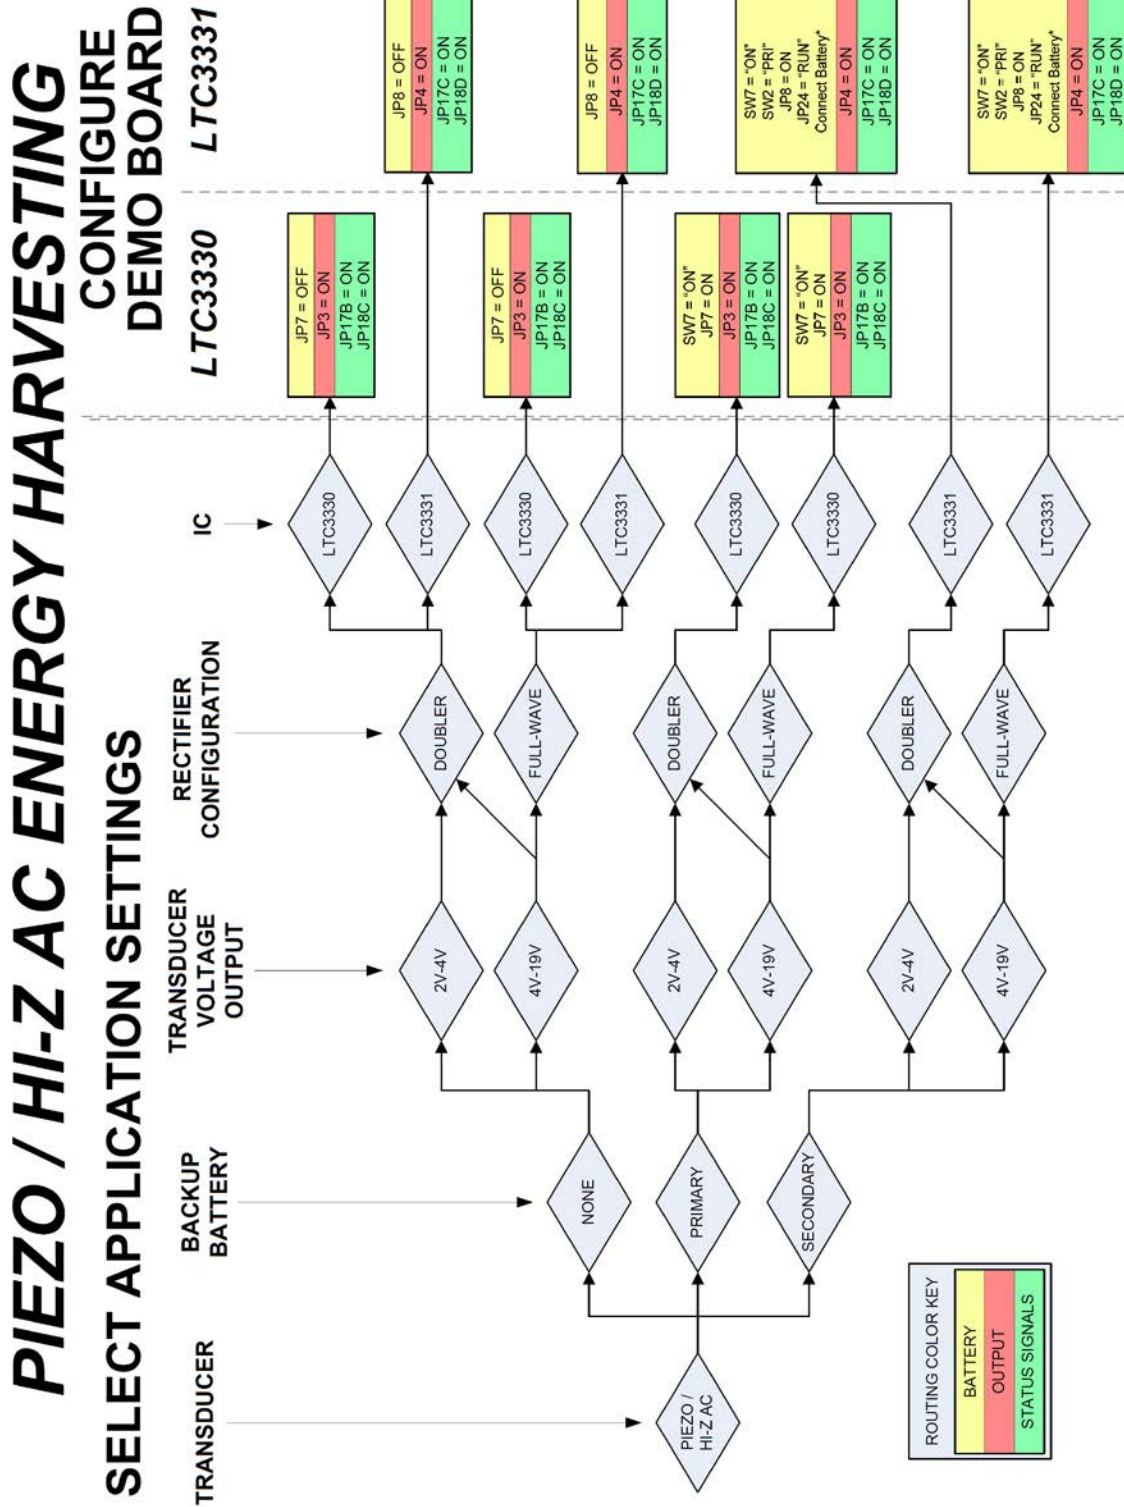 PIEZO / HI-Z AC ENERGY HARVESTING
SELECT APPLICATION SETTINGS
CONFIGURE
DEMO BOARD
TRANSDUCER
BACKUP
BATTERY
TRANSDUCER
VOLTAGE
OUTPUT
RECTIFIER
CONFIGURATION
IC
LTC3330
LTC3331
PIEZO /
HI-Z AC
NONE
PRIMARY
SECONDARY
2V-4V
4V-19V
2V-4V
4V-19V
2V-4V
4V-19V
DOUBLER
FULL-WAVE
DOUBLER
FULL-WAVE
DOUBLER
FULL-WAVE
LTC3330
LTC3331
LTC3330
LTC3331
LTC3330
LTC3330
LTC3331
LTC3331
JP7 = OFF
JP3 = ON
JP17B = ON
JP18C = ON
JP7 = OFF
JP3 = ON
JP17B = ON
JP18C = ON
SW7 = "ON"
JP7 = ON
JP3 = ON
JP17B = ON
JP18C = ON
SW7 = "ON"
JP7 = ON
JP3 = ON
JP17B = ON
JP18C = ON
JP8 = OFF
JP4 = ON
JP17C = ON
JP18D = ON
JP8 = OFF
JP4 = ON
JP17C = ON
JP18D = ON
SW7 = "ON"
SW2 = "PRI"
JP8 = ON
JP24 = "RUN"
Connect Battery*
JP4 = ON
JP17C = ON
JP18D = ON
SW7 = "ON"
SW2 = "PRI"
JP8 = ON
JP24 = "RUN"
Connect Battery*
JP4 = ON
JP17C = ON
JP18D = ON
ROUTING COLOR KEY
BATTERY
OUTPUT
STATUS SIGNALS